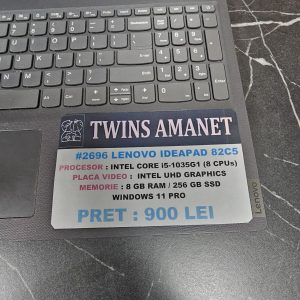 TWINS AMANET
#2696 LENOVO IDEAPAD 82C5
PROCESOR : INTEL CORE I5-1035G1 (8 CPUs)
PLACA VIDEO : INTEL UHD GRAPHICS
MEMORIE : 8 GB RAM / 256 GB SSD
WINDOWS 11 PRO
PRET : 900 LEI
Lenovo